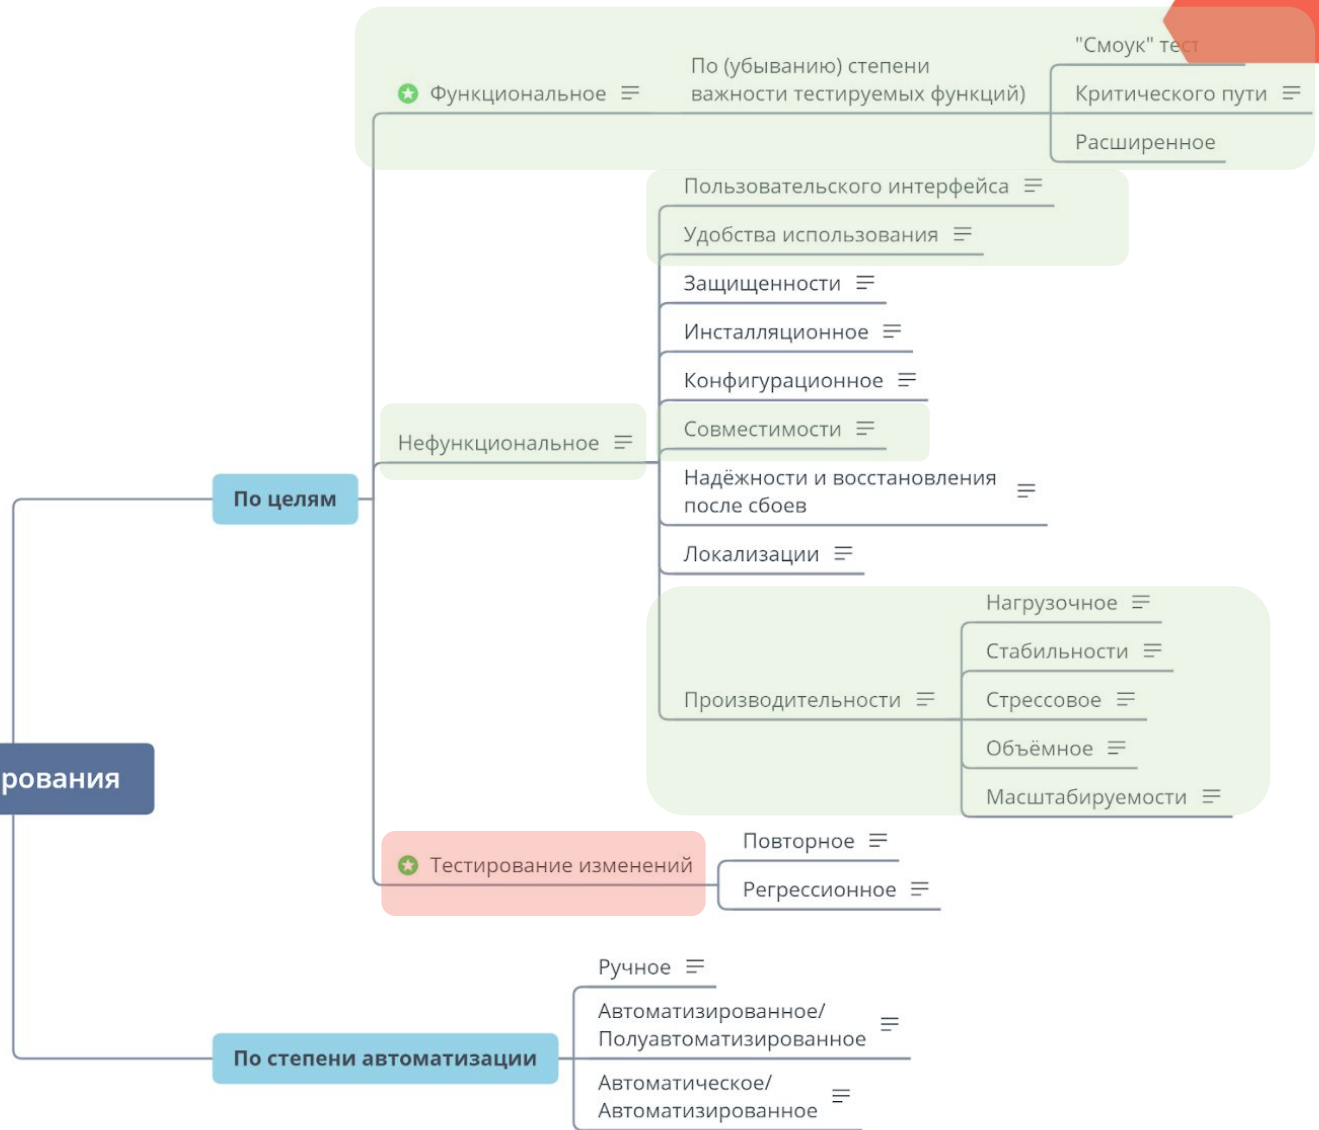 "Смоук" тест
По (убыванию) степени
важности тестируемых функций)
Функциональное
Критического пути
Расширенное
Пользовательского интерфейса
Удобства использования
Защищенности
Инсталляционное
Конфигурационное
Совместимости
Нефункциональное
Надёжности и восстановления
после сбоев
По целям
Локализации
Нагрузочное
Стабильности
Производительности
Стрессовое
Объёмное
Масштабируемости
рования
Повторное
Тестирование изменений
Регрессионное
Ручное
Автоматизированное/
Полуавтоматизированное
По степени автоматизации
Автоматическое/
Автоматизированное